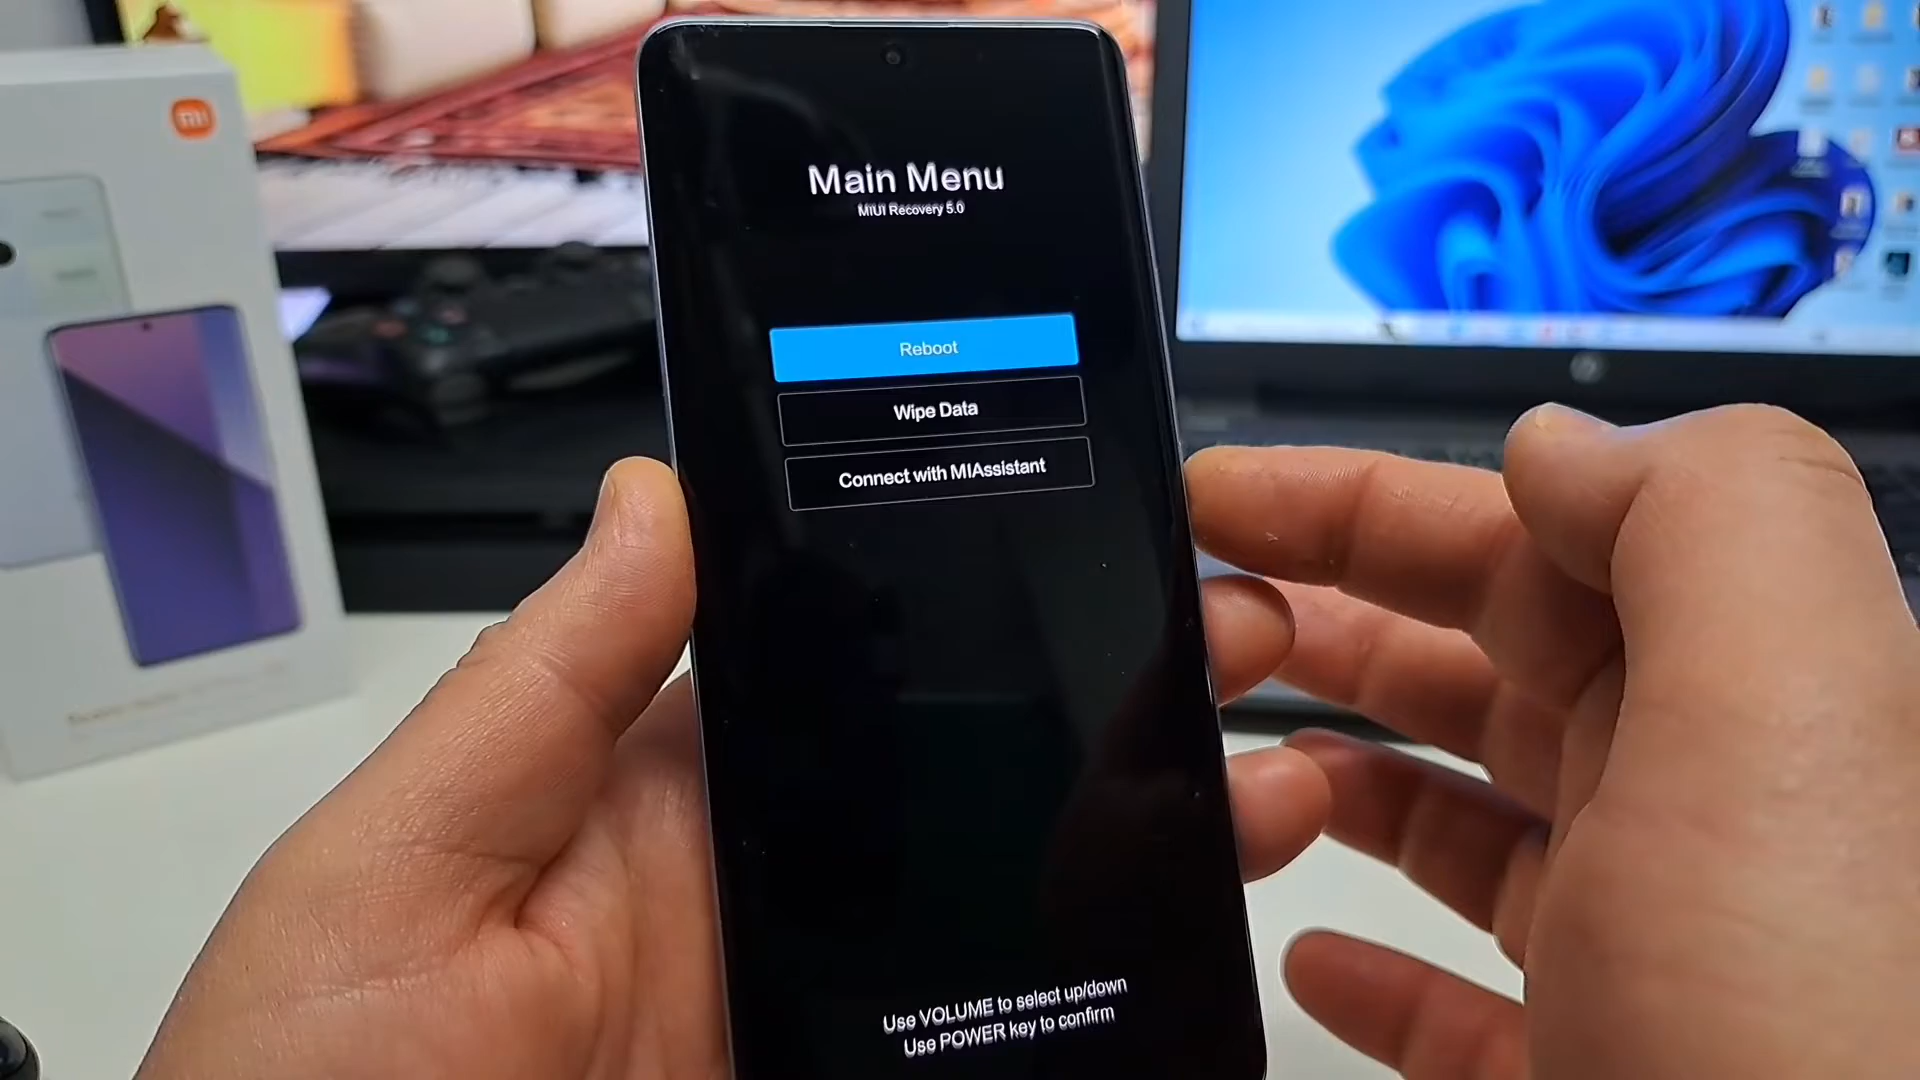 mi
Main Menu
MIUI Recovery 5.0
Reboot
Wipe Data
Connect with MIAssistant
Use VOLUME to select up/down
Use POWER key to confirm